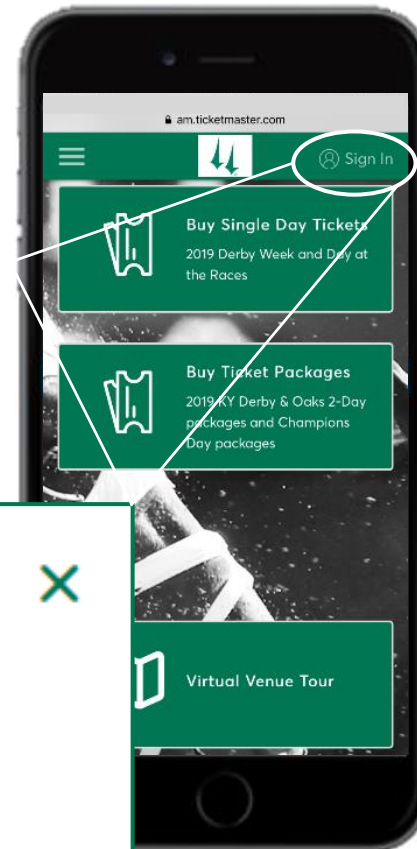 am.ticketmaster.com
Sign In
Buy Single Day Tickets
2019 Derby Week and Day at
the Races
Buy Ticket Packages
2019 KY Derby & Oaks 2-Day
packages and Champions
Day packages
Virtual Venue Tour